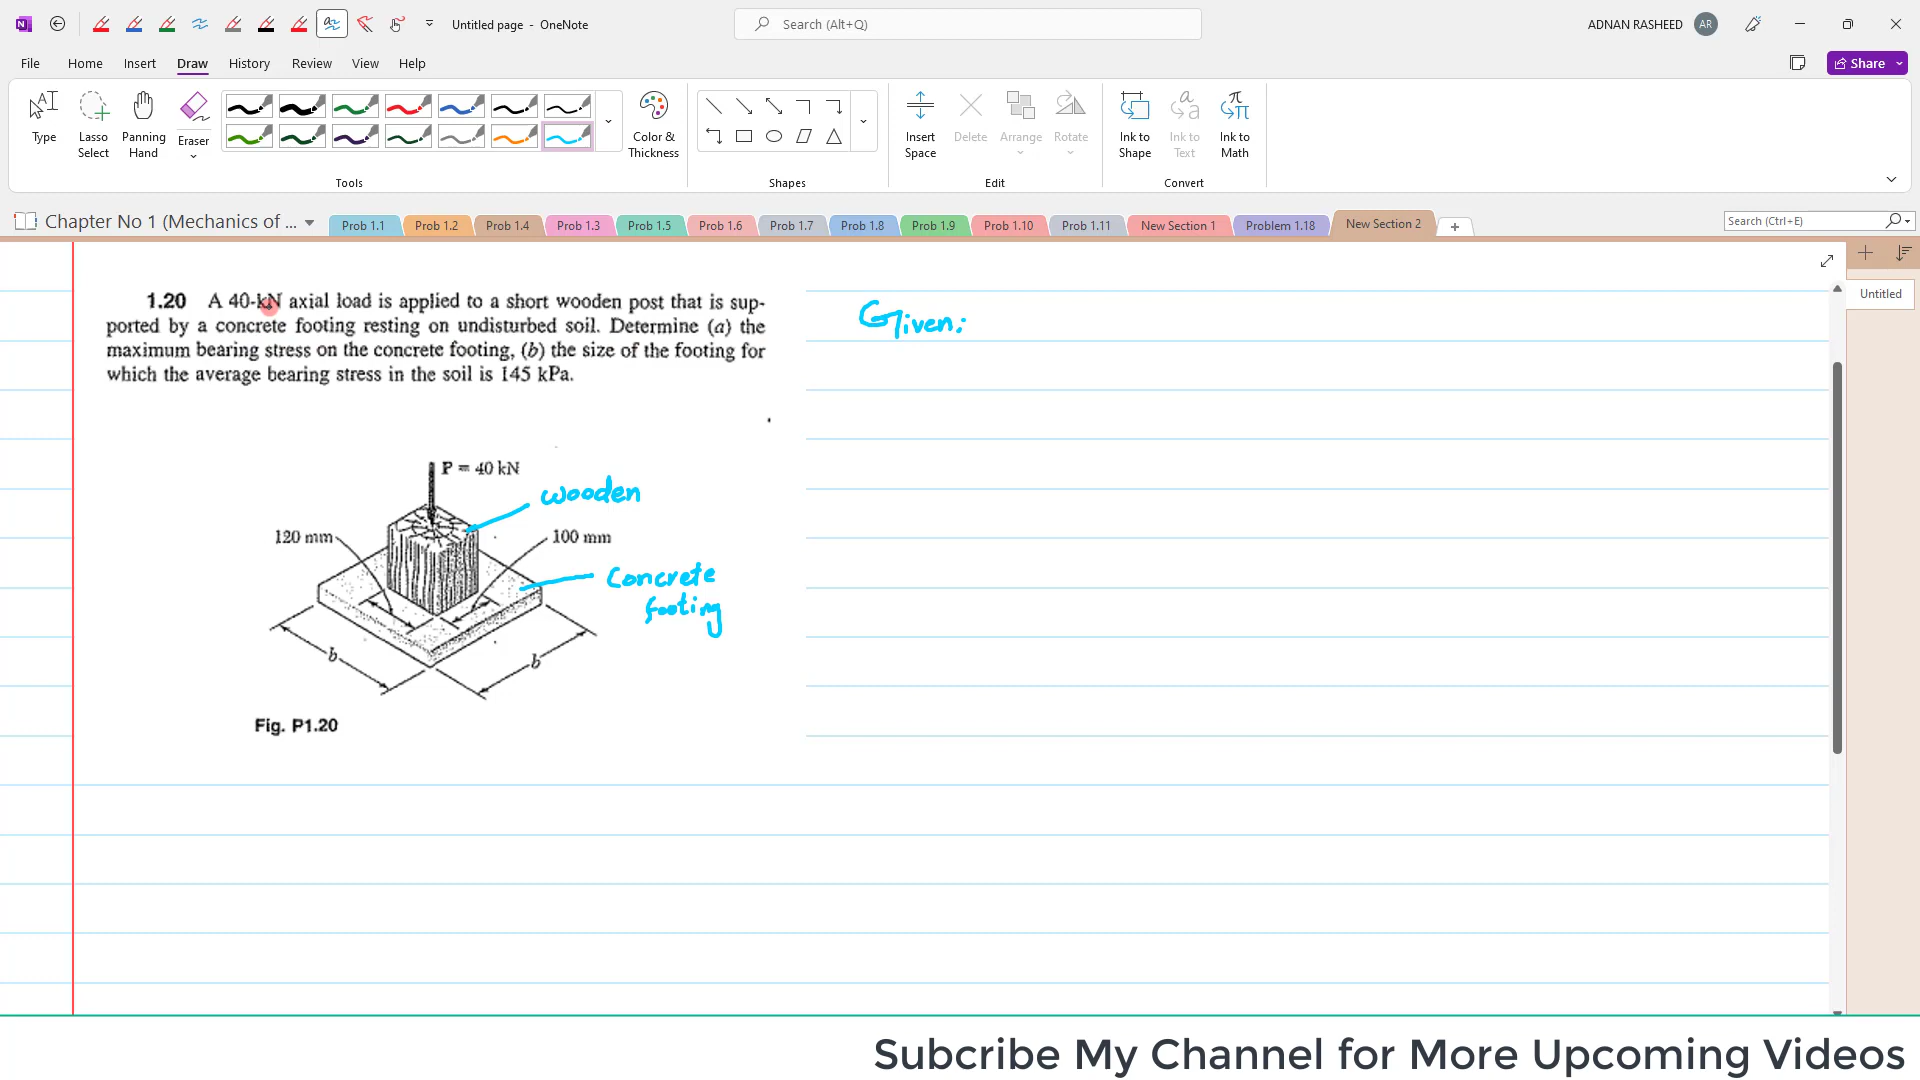 Untitled page - OneNote
Search (Alt+Q)
ADNAN RASHEED
AR
File Home Insert Draw History Review View Help
Share
Type
Lasso Select
Panning Hand
Eraser
Color & Thickness
Insert Space
Delete
Arrange
Rotate
Ink to Shape
Ink to Text
Ink to Math
Tools
Shapes
Edit
Convert
Chapter No 1 (Mechanics of ...
Prob 1.1
Prob 1.2
Prob 1.4
Prob 1.3
Prob 1.5
Prob 1.6
Prob 1.7
Prob 1.8
Prob 1.9
Prob 1.10
Prob 1.11
New Section 1
Problem 1.18
New Section 2
Search (Ctrl+E)
Untitled
1.20 A 40-kN axial load is applied to a short wooden post that is sup-
ported by a concrete footing resting on undisturbed soil. Determine (a) the
maximum bearing stress on the concrete footing, (b) the size of the footing for
which the average bearing stress in the soil is 145 kPa.
Given:
P = 40 kN
wooden
120 mm
100 mm
Concrete
footing
b
b
Fig. P1.20
Subcribe My Channel for More Upcoming Videos